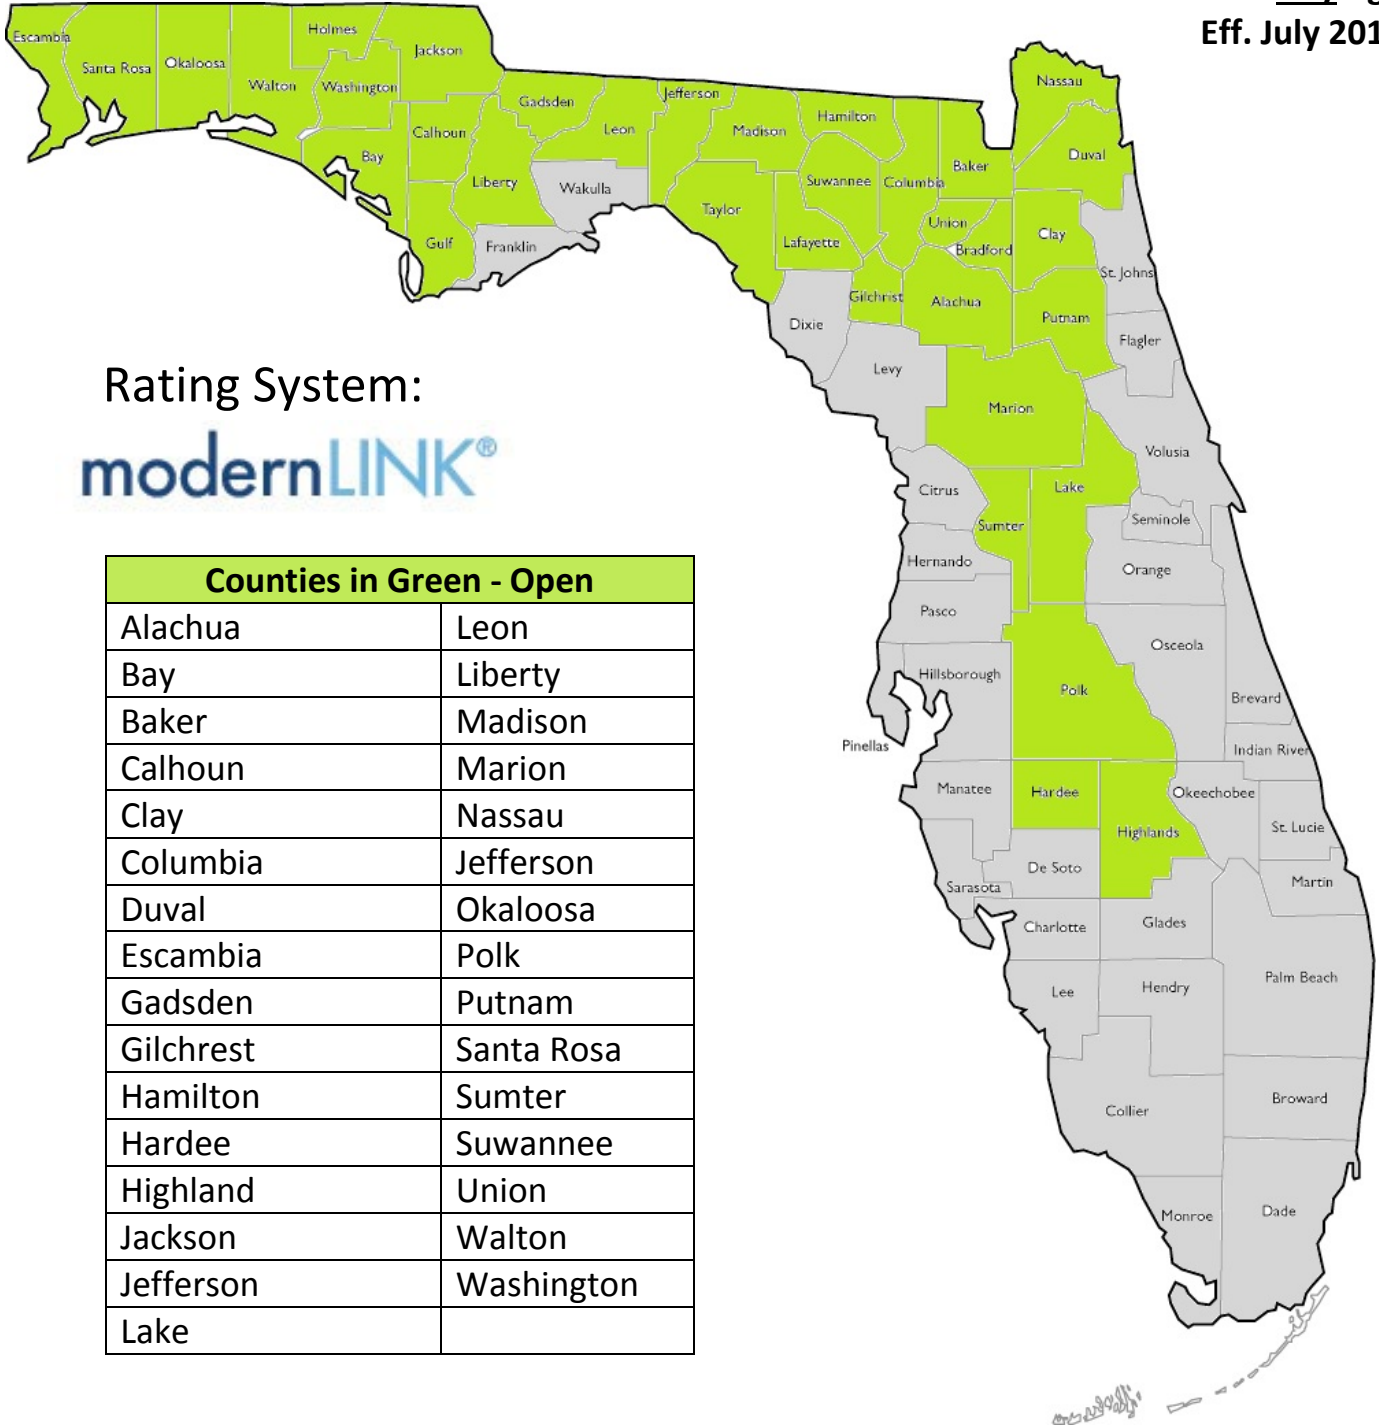 Eff. July 201
Escambia
Santa Rosa
Okaloosa
Walton
Holmes
Washington
Jackson
Bay
Calhoun
Gulf
Liberty
Gadsden
Franklin
Wakulla
Leon
Jefferson
Madison
Taylor
Hamilton
Suwannee
Lafayette
Columbia
Baker
Nassau
Duval
Union
Bradford
Clay
St. Johns
Gilchrist
Alachua
Putnam
Dixie
Levy
Flagler
Marion
Volusia
Citrus
Sumter
Lake
Seminole
Hernando
Orange
Pasco
Osceola
Hillsborough
Polk
Brevard
Pinellas
Indian River
Manatee
Hardee
Highlands
Okeechobee
St. Lucie
De Soto
Sarasota
Martin
Charlotte
Glades
Lee
Hendry
Palm Beach
Collier
Broward
Monroe
Dade
Rating System:
modernLINK®
Counties in Green - Open
Alachua Leon
Bay Liberty
Baker Madison
Calhoun Marion
Clay Nassau
Columbia Jefferson
Duval Okaloosa
Escambia Polk
Gadsden Putnam
Gilchrest Santa Rosa
Hamilton Sumter
Hardee Suwannee
Highland Union
Jackson Walton
Jefferson Washington
Lake